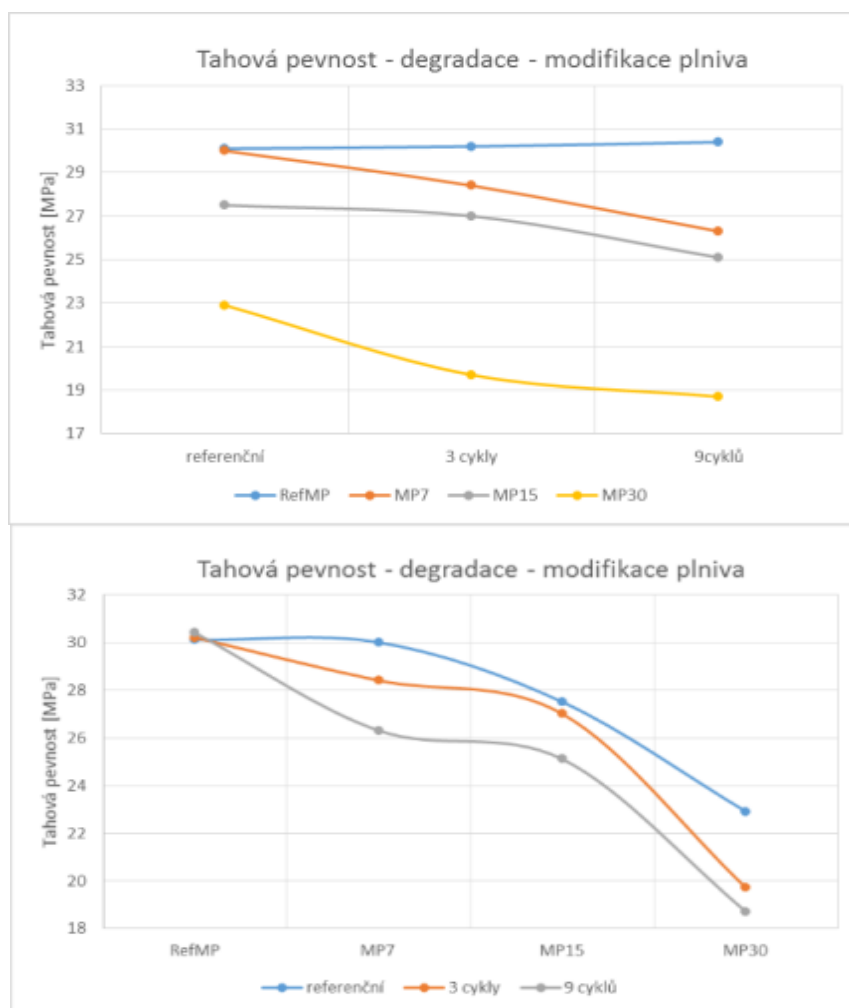 Tahová pevnost - degradace - modifikace plniva
Tahová pevnost [MPa]
33
31
29
27
25
23
21
19
17
referenční
3 cykly
9cyklů
RefMP
MP7
MP15
MP30
Tahová pevnost - degradace - modifikace plniva
Tahová pevnost [MPa]
32
30
28
26
24
22
20
18
RefMP
MP7
MP15
MP30
referenční
3 cykly
9 cyklů